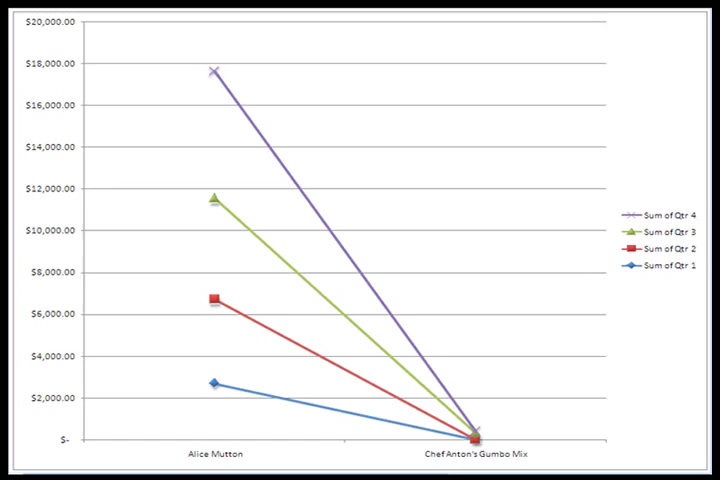 $20,000.00
$18,000.00
$16,000.00
$14,000.00
$12,000.00
$10,000.00
$8,000.00
$6,000.00
$4,000.00
$2,000.00
$-
Alice Mutton
Chef Anton's Gumbo Mix
Sum of Qtr 4
Sum of Qtr 3
Sum of Qtr 2
Sum of Qtr 1